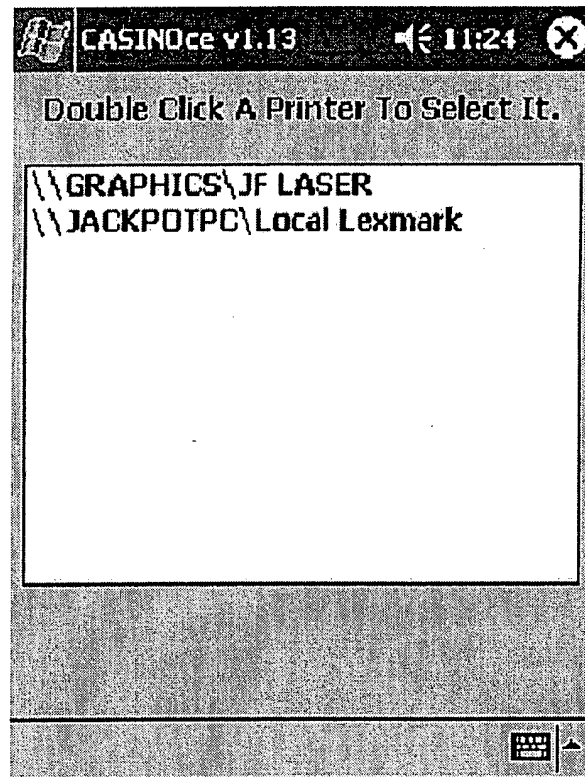 CASINOce v1.13 11:24
Double Click A Printer To Select It.
\\GRAPHICS\JF LASER
\\JACKPOTPC\Local Lexmark